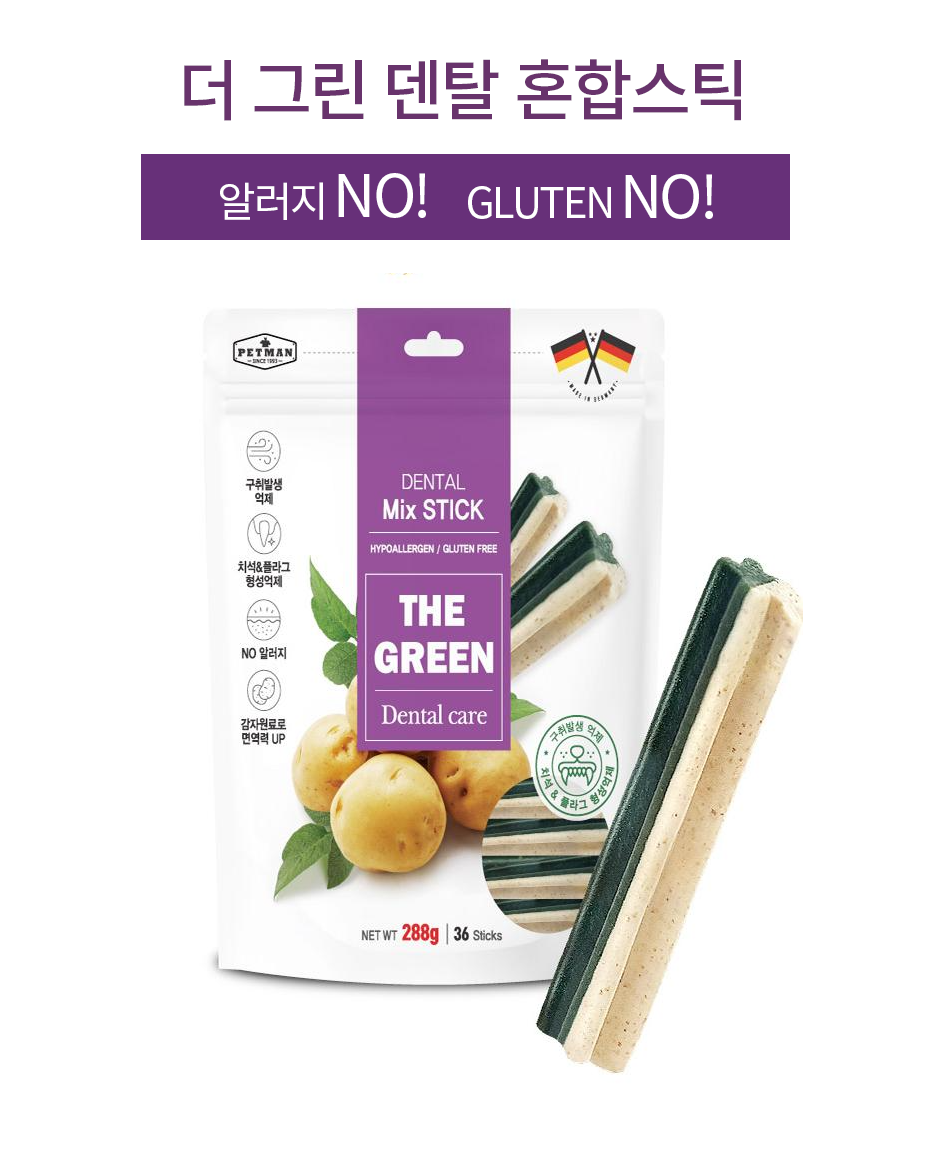 더 그린 덴탈 혼합스틱
알러지 NO! GLUTEN NO!
PETMAN
SINCE 1993
MADE IN GERMANY
구취발생
억제
치석&플라그
형성억제
NO 알러지
감자원료로
면역력 UP
DENTAL
Mix STICK
HYPOALLERGEN / GLUTEN FREE
THE
GREEN
Dental care
구취발생 억제
치석 & 플라그 형성억제
NET WT 288g | 36 Sticks